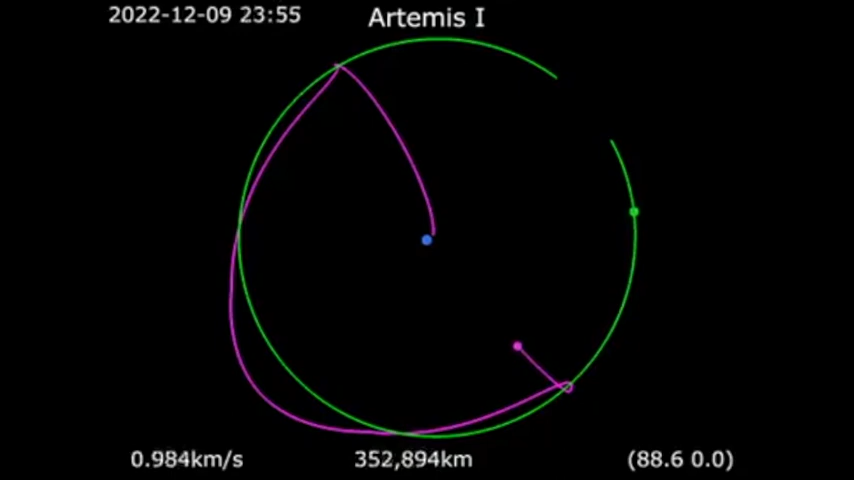 2022-12-09 23:55
Artemis I
0.984km/s
352,894km
(88.6 0.0)